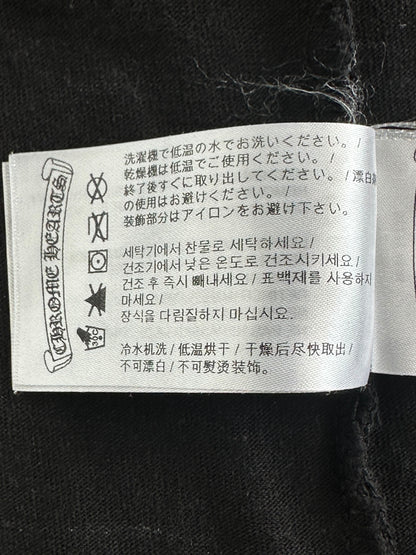 CHROME HEARTS
洗濯機で低温の水でお洗いください。/
乾燥機は低温でご使用ください。/
終了後すぐに取り出してください。/漂白剤
の使用はお避けください。/
装飾部分はアイロンをお避け下さい。
세탁기에서 찬물로 세탁하세요 /
건조기에서 낮은 온도로 건조시키세요 /
건조 후 즉시 빼내세요 / 표백제를 사용하지
마세요 /
장식을 다림질하지 마십시요.
冷水机洗 / 低温烘干 / 干燥后尽快取出 /
不可漂白 / 不可熨烫装饰。
30C